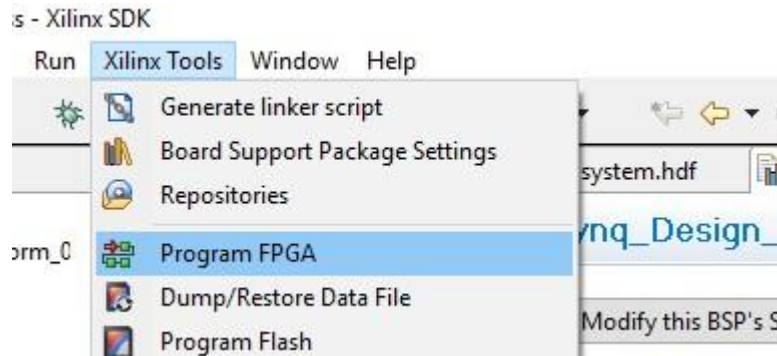 s - Xilinx SDK
Run Xilinx Tools Window Help
Generate linker script
Board Support Package Settings
Repositories
system.hdf
Program FPGA
ynq_Design_
orm_0
Dump/Restore Data File
Modify this BSP's S
Program Flash